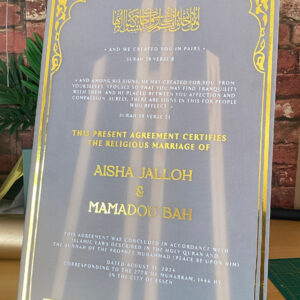 • AND WE CREATED YOU IN PAIRS •
SURAH 78 VERSE 8
• AND AMONG HIS SIGNS, HE HAS CREATED FOR YOU, FROM
YOURSELVES, SPOUSES SO THAT YOU MAY FIND TRANQUILITY
WITH THEM, AND HE PLACED BETWEEN YOU AFFECTION AND
COMPASSION. SURELY, THERE ARE SIGNS IN THIS FOR PEOPLE
WHO REFLECT •
SURAH 30 VERSE 21
THIS PRESENT AGREEMENT CERTIFIES
THE RELIGIOUS MARRIAGE OF
AISHA JALLOH
&
MAMADOU BAH
THIS AGREEMENT WAS CONCLUDED IN ACCORDANCE WITH
ISLAMIC LAWS DESCRIBED IN THE HOLY QURAN AND
THE SUNNAH OF THE PROPHET MUHAMMAD (PEACE BE UPON HIM)
DATED AUGUST 31, 2024
CORRESPONDING TO THE 27TH OF MUHARRAM, 1446 H)
IN THE CITY OF ESSEN